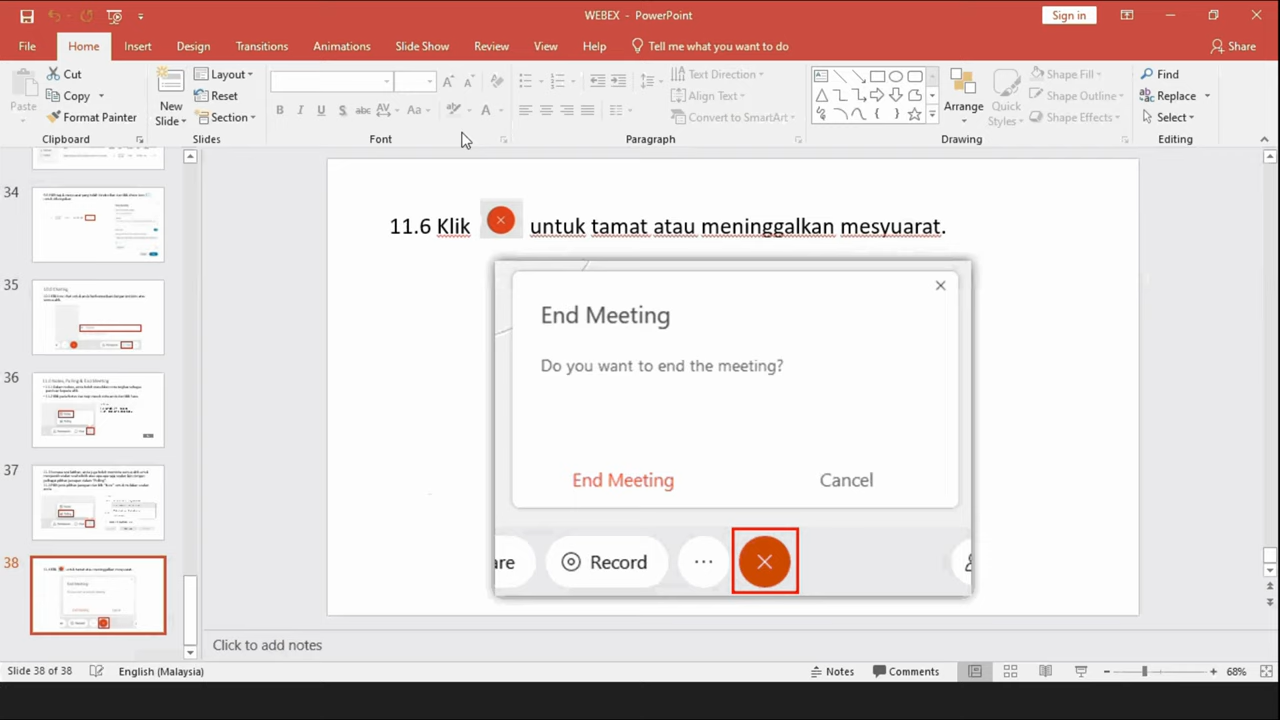 WEBEX - PowerPoint
Sign in
File Home Insert Design Transitions Animations Slide Show Review View Help Tell me what you want to do Share
Paste
Cut
Copy
Format Painter
Clipboard
New Slide
Layout
Reset
Section
Slides
B I U S abc AV Aa A
Font
Text Direction
Align Text
Convert to SmartArt
Paragraph
Arrange
Quick Styles
Shape Fill
Shape Outline
Shape Effects
Drawing
Find
Replace
Select
Editing
34
35
36
37
38
11.6 Klik untuk tamat atau meninggalkan mesyuarat.
End Meeting
Do you want to end the meeting?
End Meeting Cancel
are Record
Click to add notes
Slide 38 of 38 English (Malaysia) Notes Comments 68%